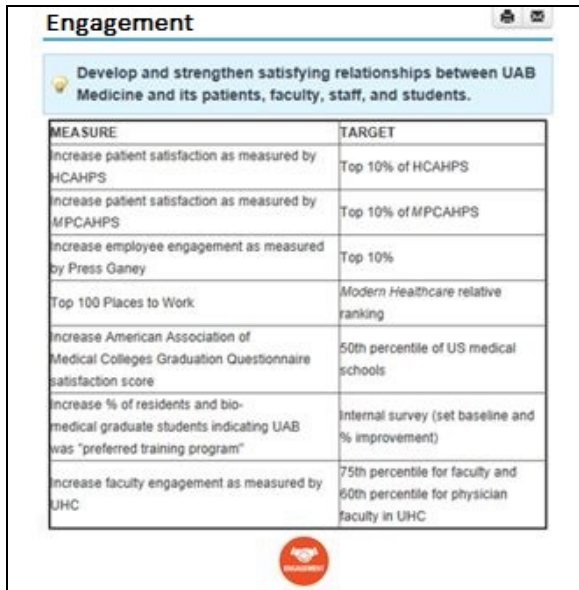 Engagement
Develop and strengthen satisfying relationships between UAB
Medicine and its patients, faculty, staff, and students.
MEASURE TARGET
Increase patient satisfaction as measured by
HCAHPS
Top 10% of HCAHPS
Increase patient satisfaction as measured by
MPCAHPS
Top 10% of MPCAHPS
Increase employee engagement as measured
by Press Ganey
Top 10%
Top 100 Places to Work
Modern Healthcare relative
ranking
Increase American Association of
Medical Colleges Graduation Questionnaire
satisfaction score
50th percentile of US medical
schools
Increase % of residents and bio-
medical graduate students indicating UAB
was "preferred training program"
Internal survey (set baseline and
% improvement)
Increase faculty engagement as measured by
UHC
75th percentile for faculty and
60th percentile for physician
faculty in UHC
ENGAGEMENT